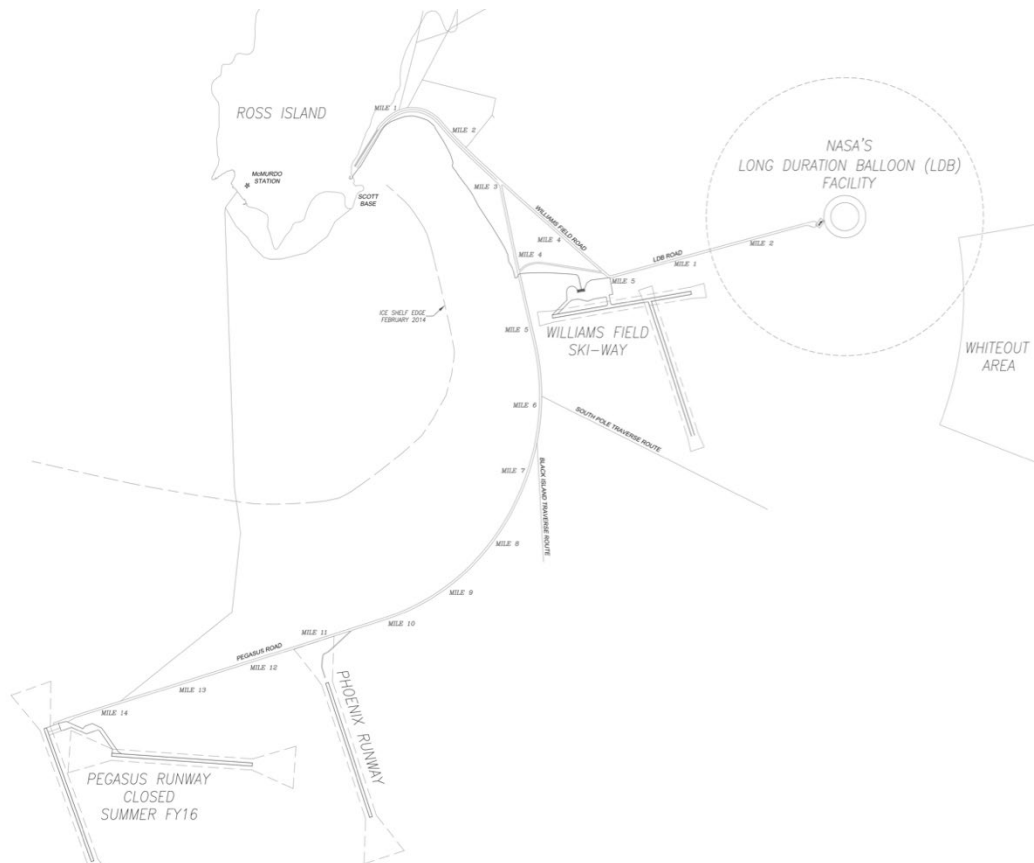 ROSS ISLAND
McMURDO
STATION
SCOTT
BASE
MILE 1
MILE 2
MILE 3
WILLIAMS FIELD ROAD
MILE 4
MILE 4
MILE 5
LDB ROAD
MILE 1
MILE 2
NASA'S
LONG DURATION BALLOON (LDB)
FACILITY
ICE SHELF EDGE
FEBRUARY 2014
WILLIAMS FIELD
SKI-WAY
WHITEOUT
AREA
MILE 5
MILE 6
SOUTH POLE TRAVERSE ROUTE
MILE 7
BLACK ISLAND TRAVERSE ROUTE
MILE 8
MILE 9
MILE 10
MILE 11
PEGASUS ROAD
MILE 12
MILE 13
MILE 14
PHOENIX RUNWAY
PEGASUS RUNWAY
CLOSED
SUMMER FY16